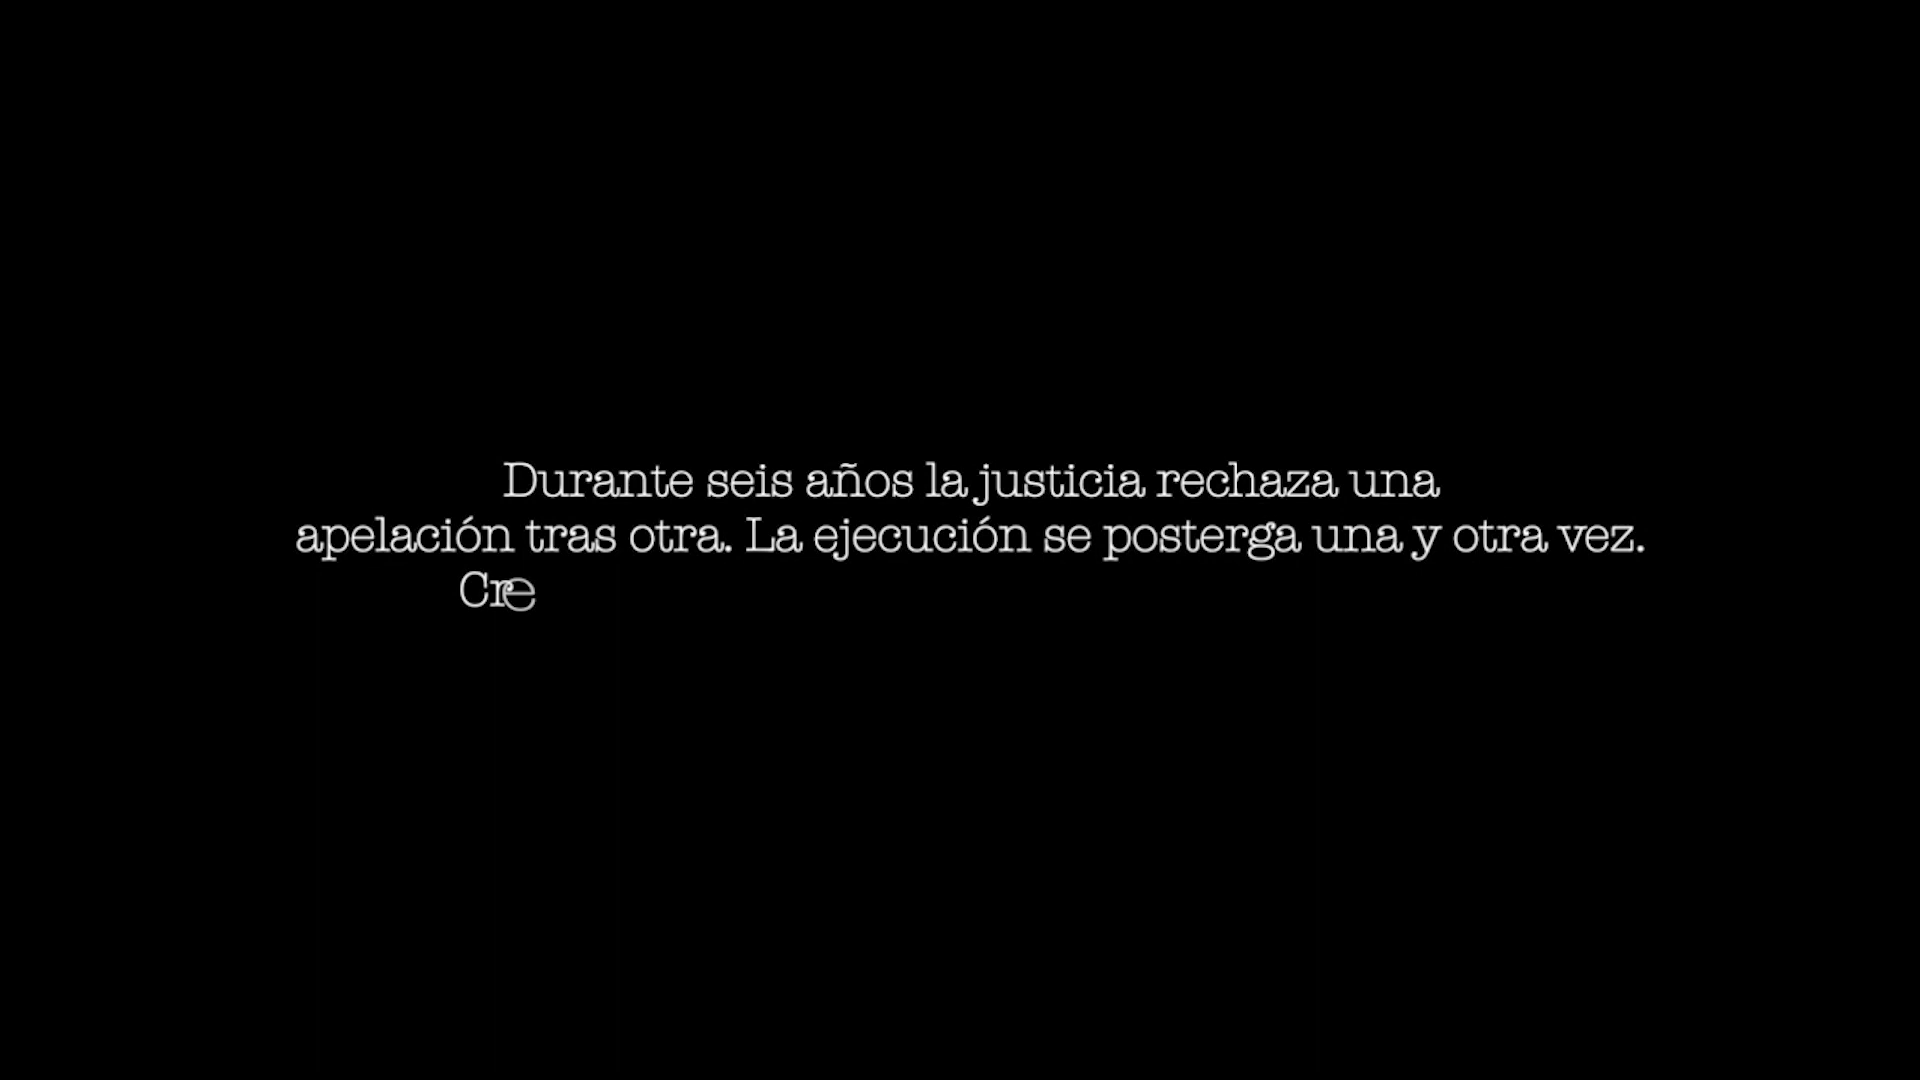 Durante seis años la justicia rechaza una
apelación tras otra. La ejecución se posterga una y otra vez.
Cre